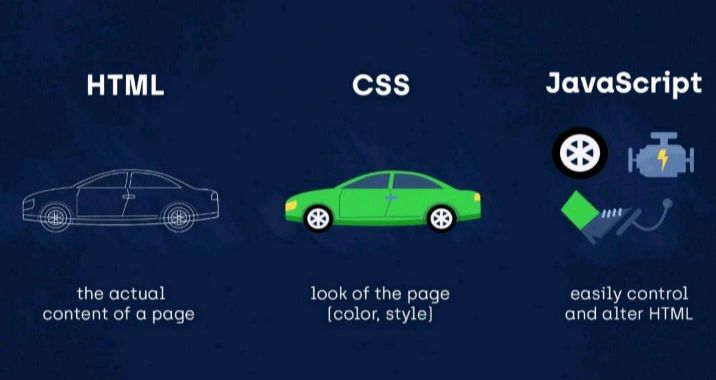 HTML
CSS
JavaScript
the actual
content of a page
look of the page
(color, style)
easily control
and alter HTML